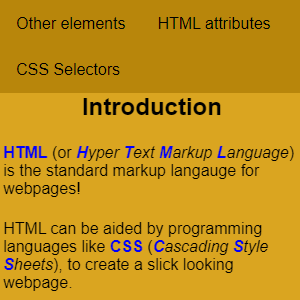 Other elements HTML attributes
CSS Selectors
Introduction
HTML (or Hyper Text Markup Language)
is the standard markup langauge for
webpages!
HTML can be aided by programming
languages like CSS (Cascading Style
Sheets), to create a slick looking
webpage.